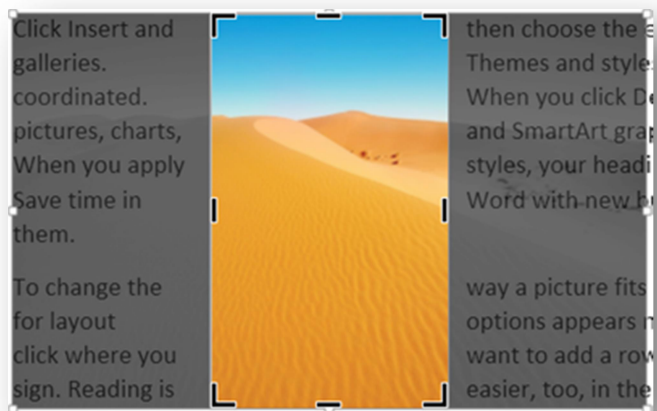 Click Insert and then choose the
galleries. Themes and style
coordinated. When you click
pictures, charts, and SmartArt
When you apply styles, your
Save time in Word with new
them.
To change the way a picture fits
for layout options appears
click where you want to add a row
sign. Reading is easier, too, in the